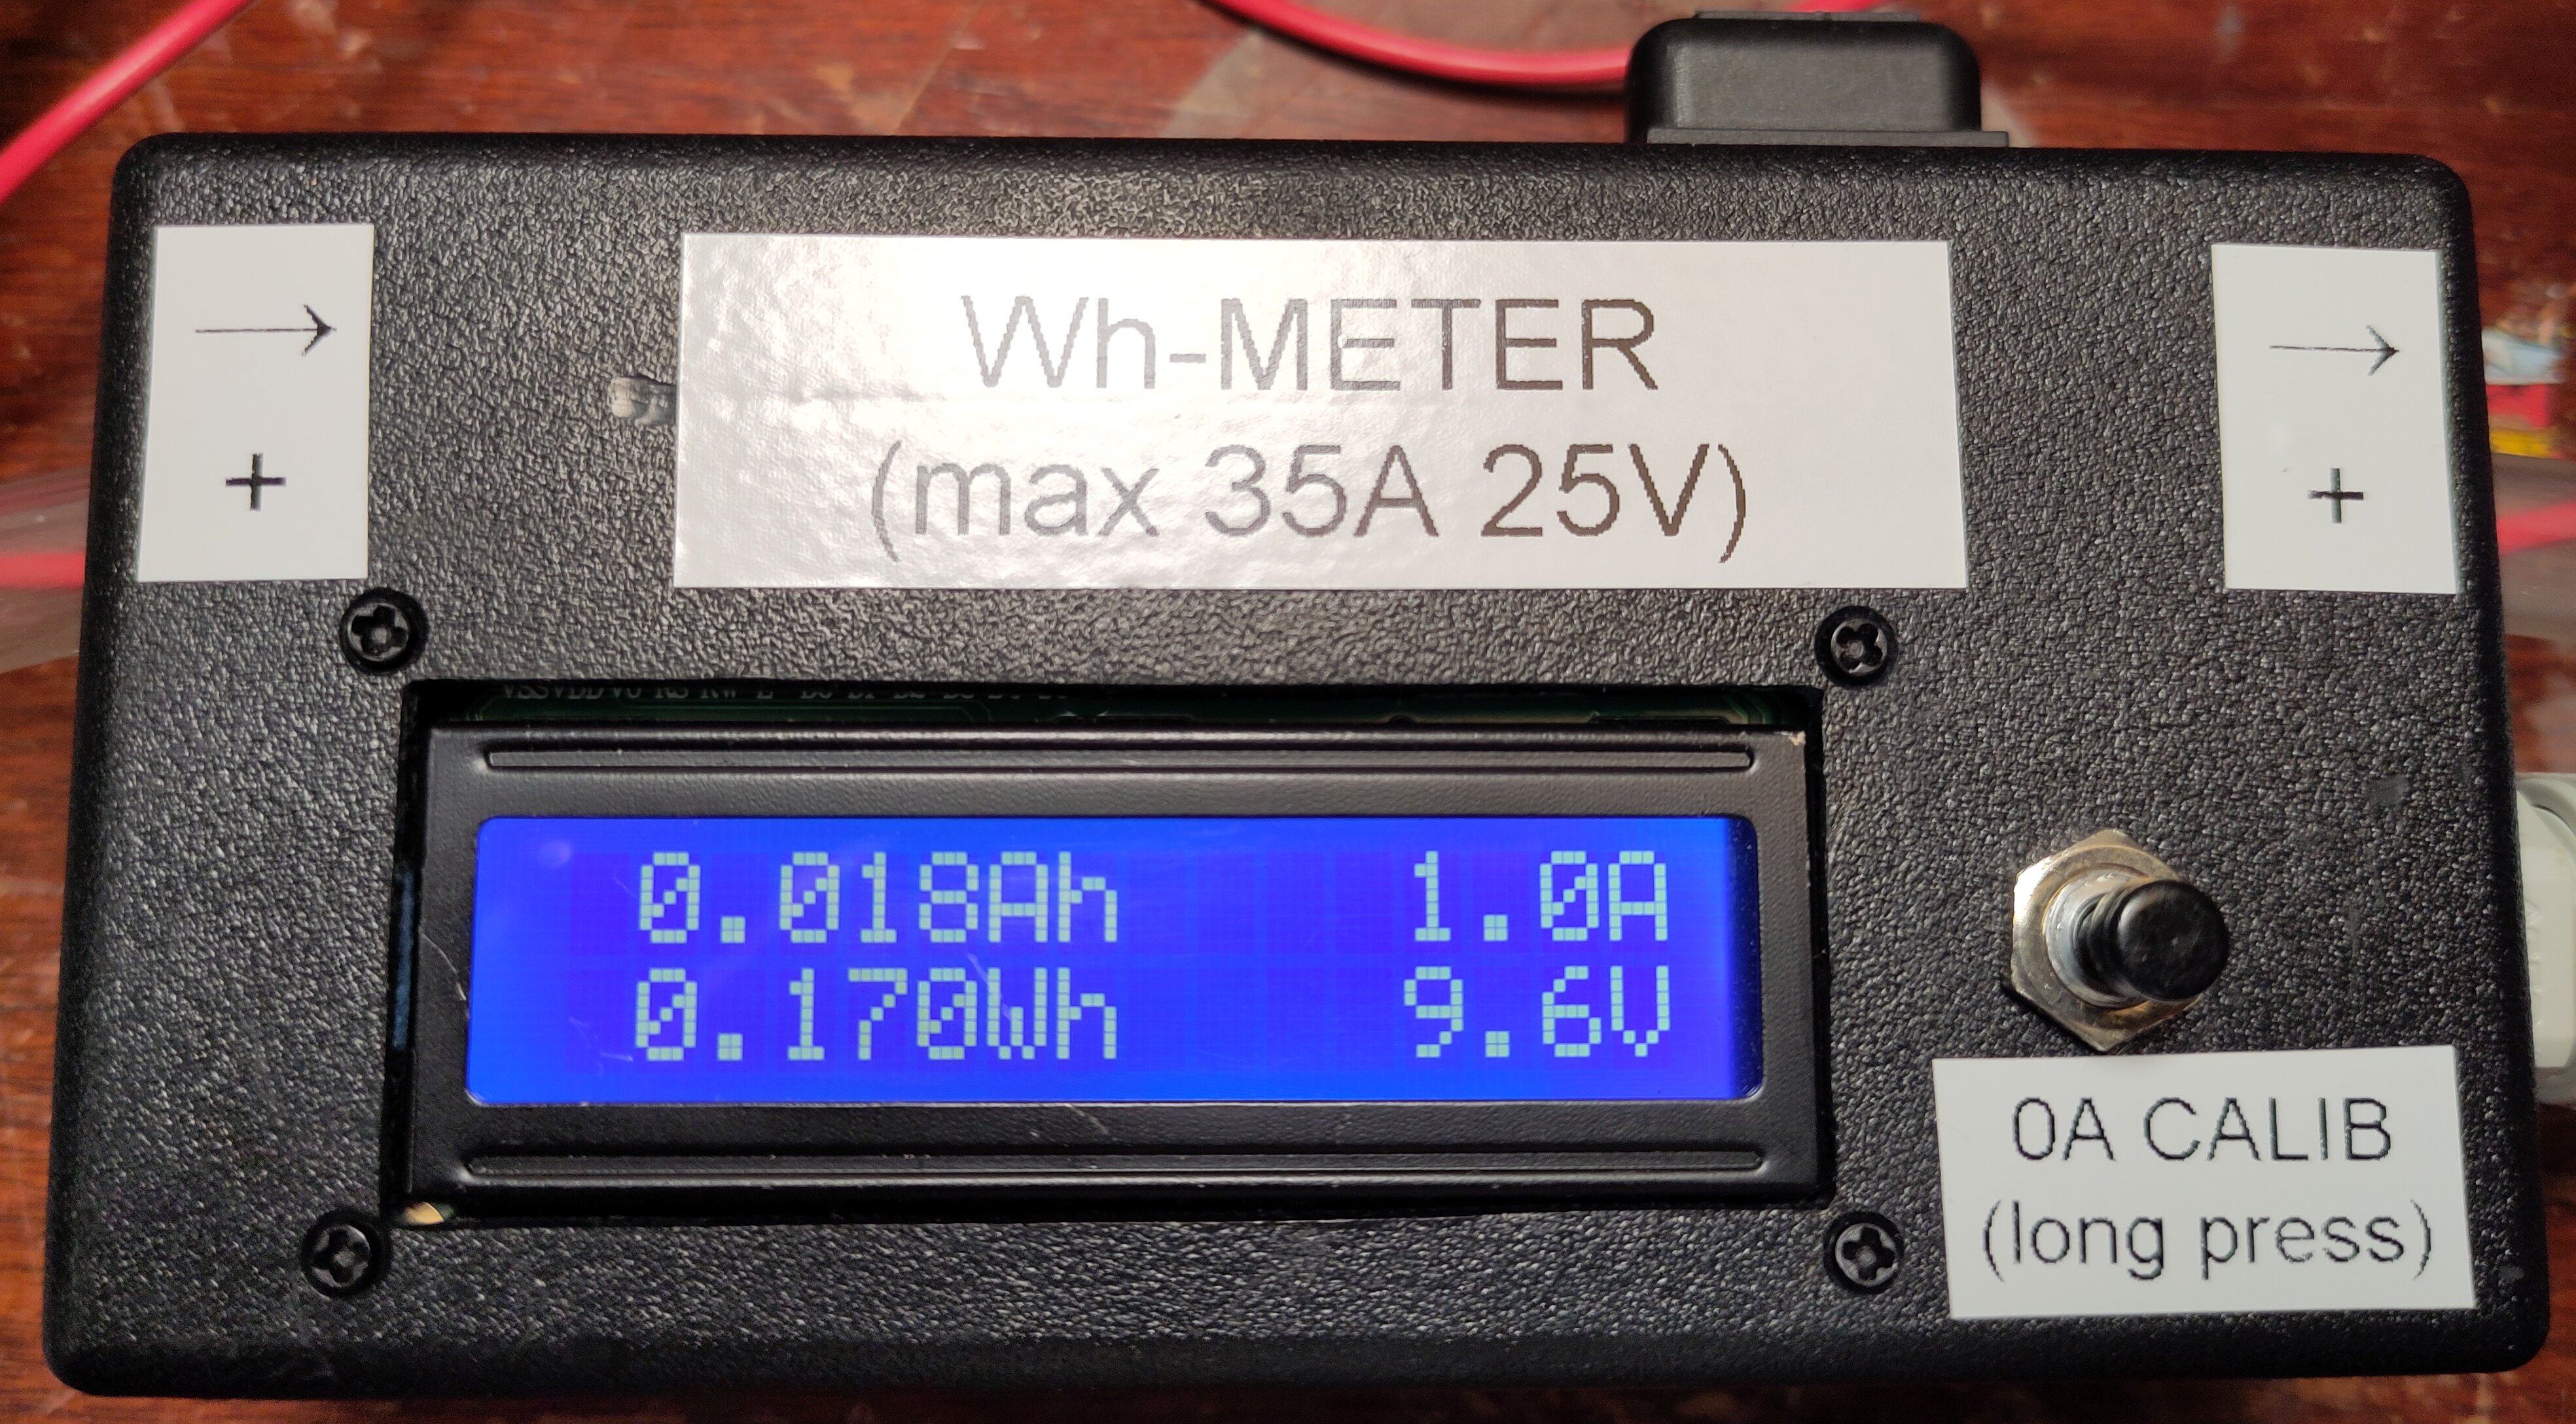 →
+
Wh-METER
(max 35A 25V)
→
+
0.018Ah 1.0A
0.170Wh 9.6V
0A CALIB
(long press)